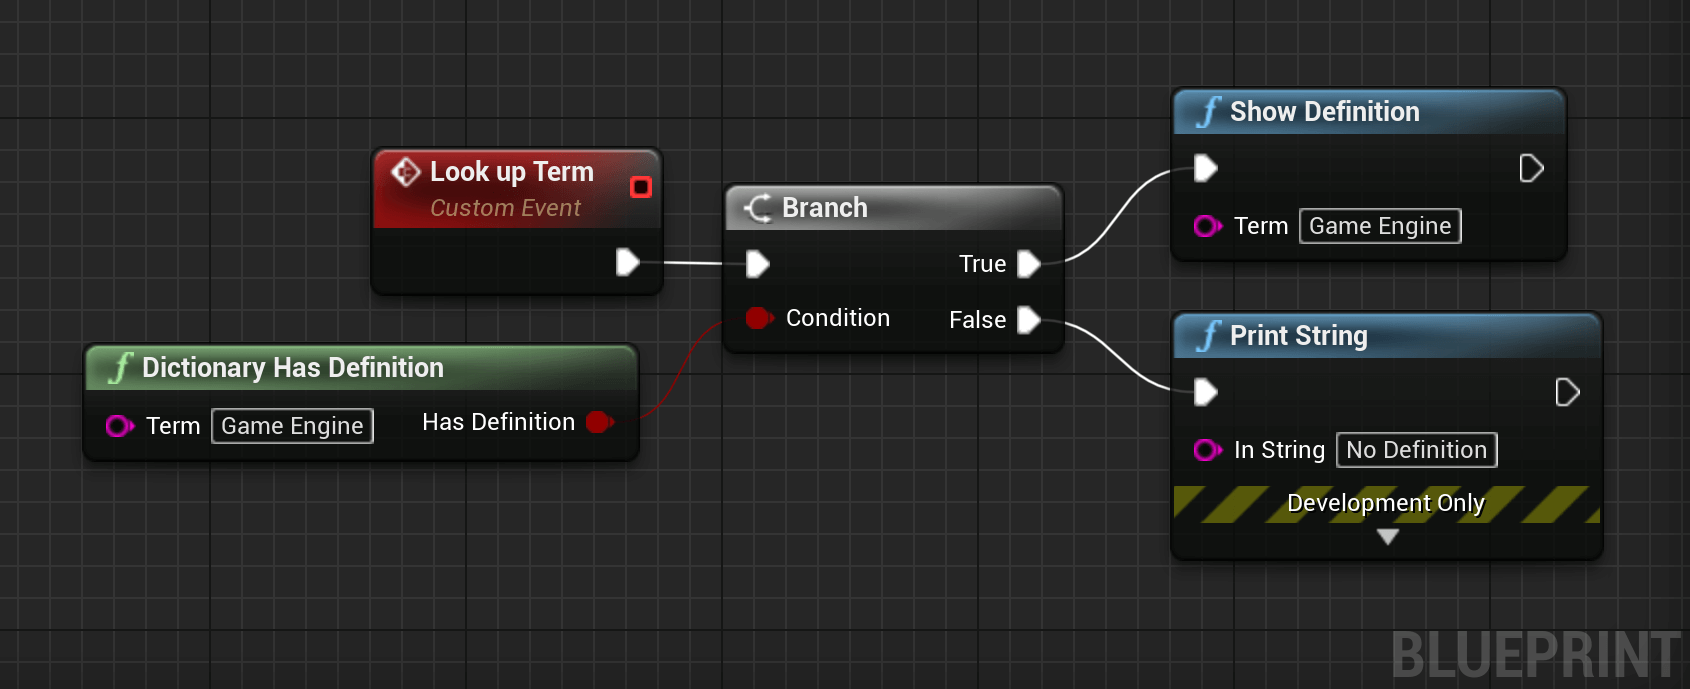 Look up Term
Custom Event
Dictionary Has Definition
Term Game Engine Has Definition
Branch
True
Condition
False
Show Definition
Term Game Engine
Print String
In String No Definition
Development Only
BLUEPRINT